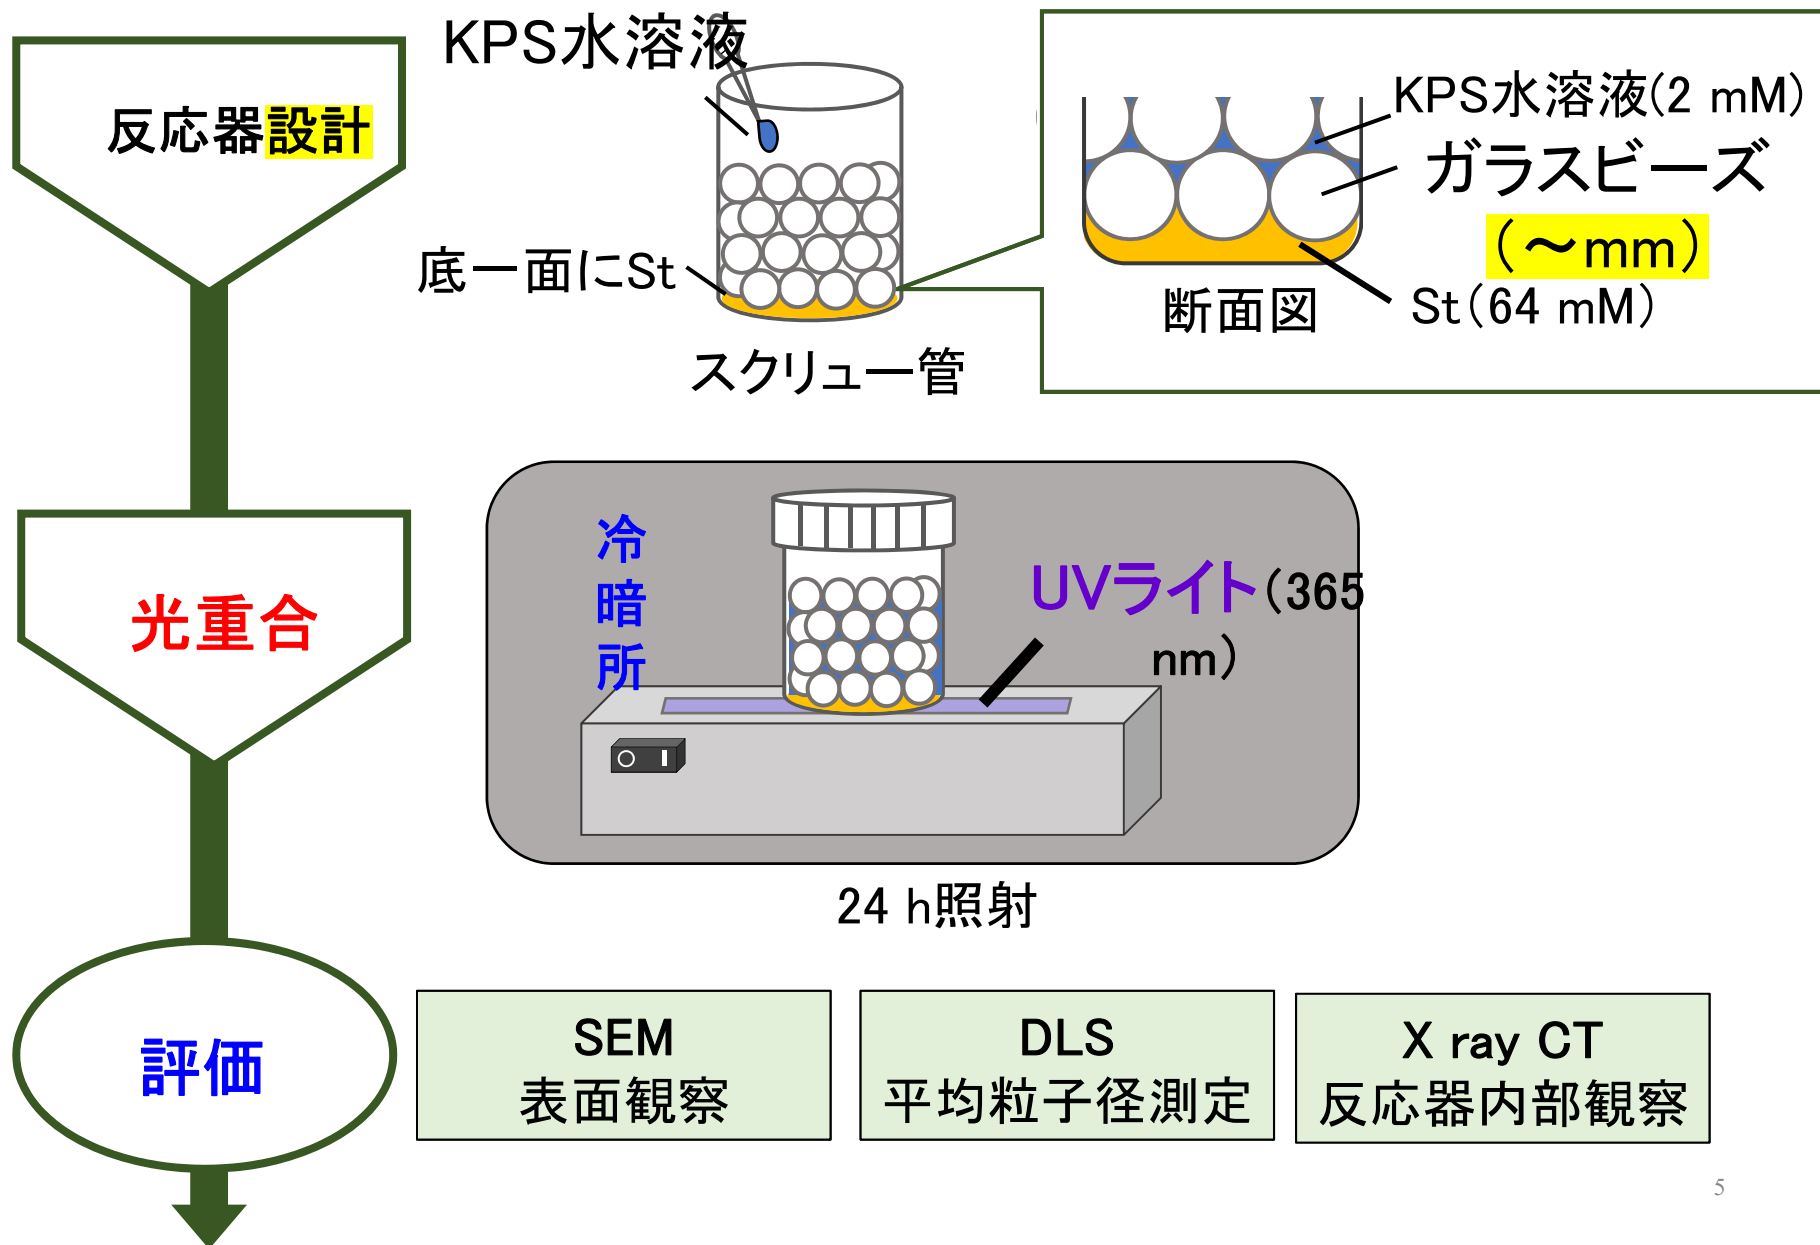 反応器設計
KPS水溶液
底一面にSt
スクリュー管
KPS水溶液(2 mM)
ガラスビーズ
(～mm)
St(64 mM)
断面図
光重合
冷
暗
所
UVライト(365
nm)
24 h照射
評価
SEM
表面観察
DLS
平均粒子径測定
X ray CT
反応器内部観察
5